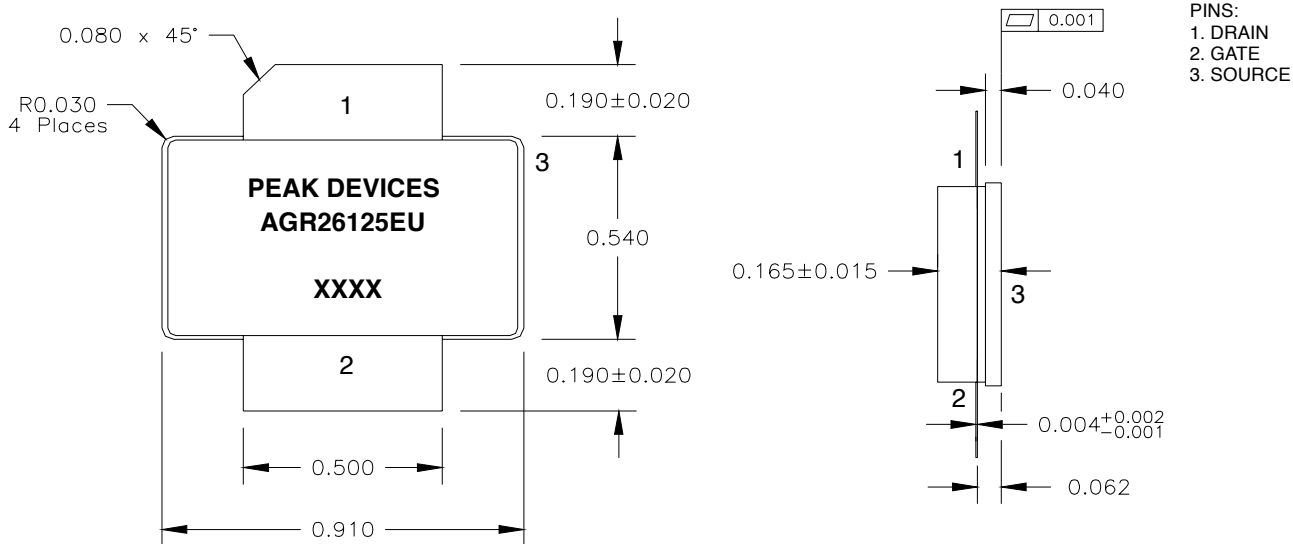 0.080 x 45°
R0.030
4 Places
1
0.190±0.020
3
PEAK DEVICES
AGR26125EU
XXXX
0.540
2
0.190±0.020
0.500
0.910
0.001
0.040
1
0.165±0.015
3
2
0.004+0.002
-0.001
0.062
PINS:
1. DRAIN
2. GATE
3. SOURCE